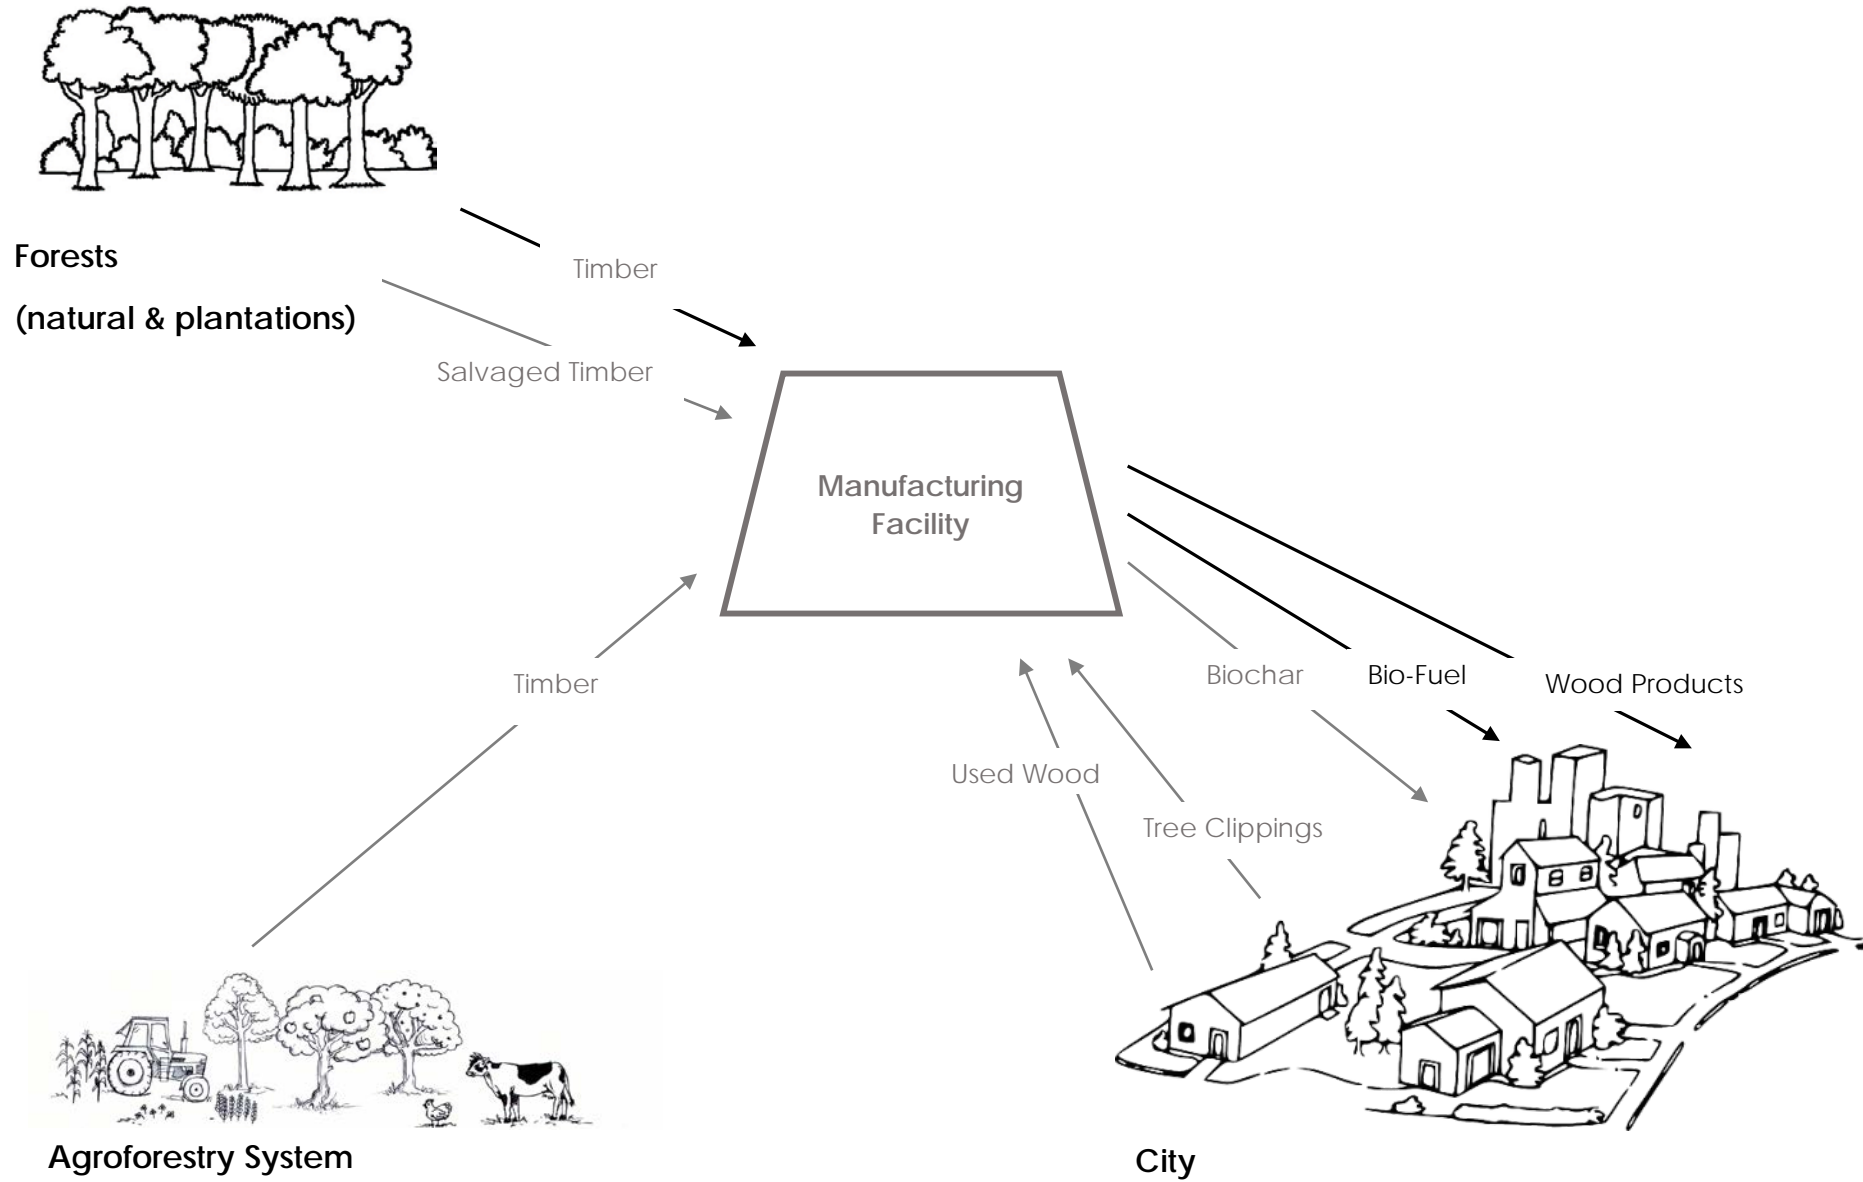 Forests
(natural & plantations)
Timber
Salvaged Timber
Manufacturing
Facility
Timber
Biochar
Bio-Fuel
Wood Products
Used Wood
Tree Clippings
Agroforestry System
City